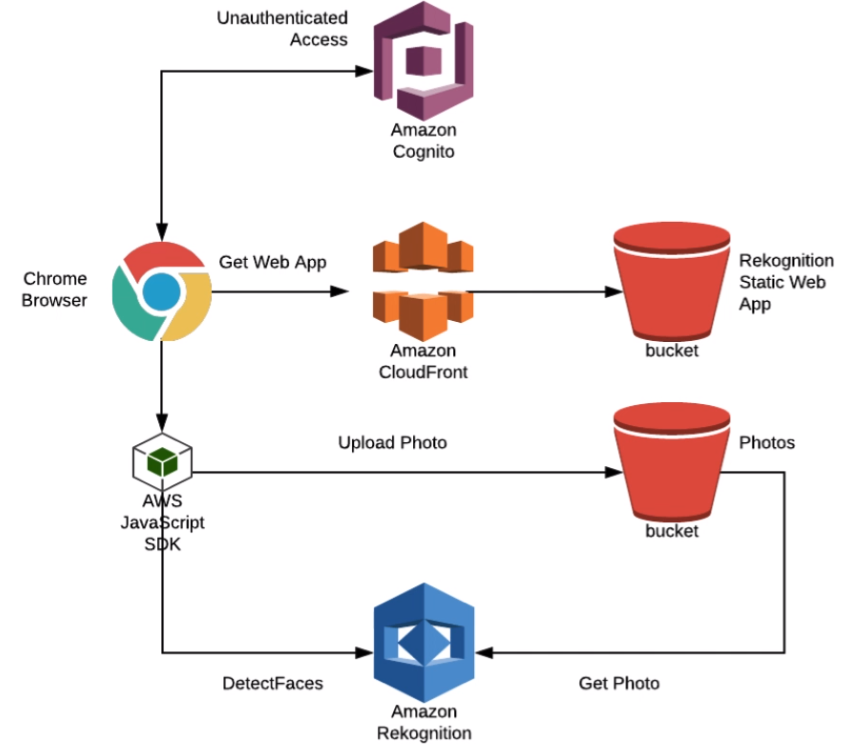 Unauthenticated
Access
Amazon
Cognito
Chrome
Browser
Get Web App
Amazon
CloudFront
Rekognition
Static Web
App
bucket
Upload Photo
Photos
bucket
AWS
JavaScript
SDK
DetectFaces
Get Photo
Amazon
Rekognition